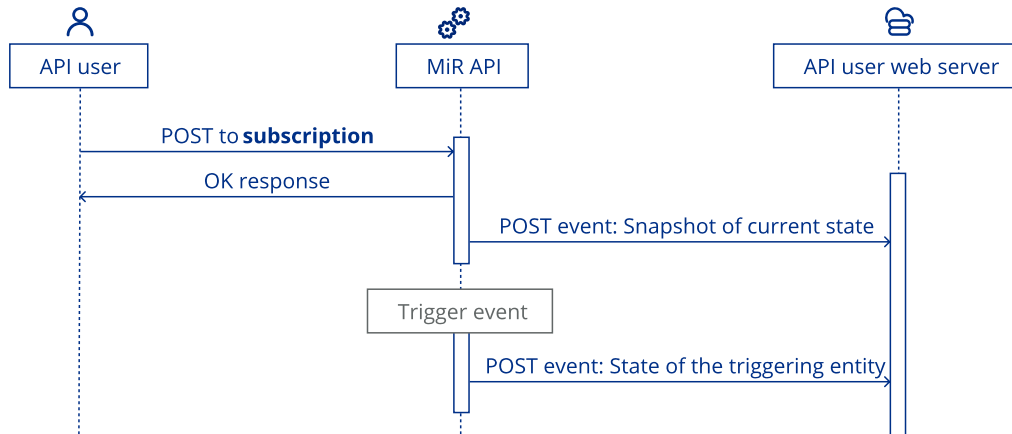 API user
MiR API
API user web server
POST to subscription
OK response
POST event: Snapshot of current state
Trigger event
POST event: State of the triggering entity